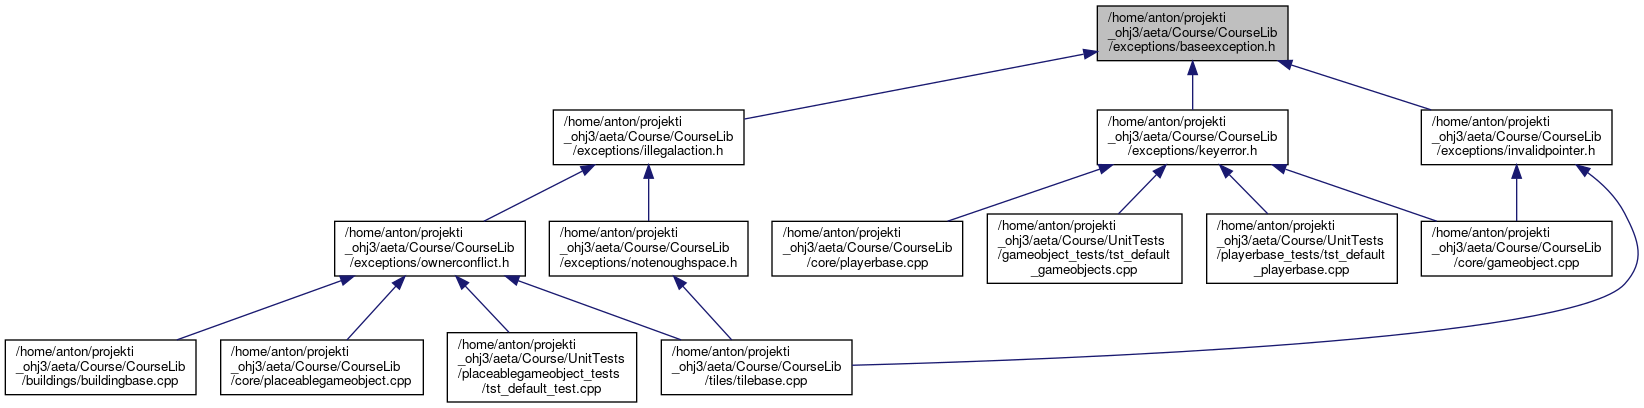 /home/anton/projekti
_ohj3/aeta/Course/CourseLib
/exceptions/baseexception.h
/home/anton/projekti
_ohj3/aeta/Course/CourseLib
/exceptions/illegalaction.h
/home/anton/projekti
_ohj3/aeta/Course/CourseLib
/exceptions/keyerror.h
/home/anton/projekti
_ohj3/aeta/Course/CourseLib
/exceptions/invalidpointer.h
/home/anton/projekti
_ohj3/aeta/Course/CourseLib
/exceptions/ownerconflict.h
/home/anton/projekti
_ohj3/aeta/Course/CourseLib
/exceptions/notenoughspace.h
/home/anton/projekti
_ohj3/aeta/Course/CourseLib
/core/playerbase.cpp
/home/anton/projekti
_ohj3/aeta/Course/UnitTests
/gameobject_tests/tst_default
_gameobjects.cpp
/home/anton/projekti
_ohj3/aeta/Course/UnitTests
/playerbase_tests/tst_default
_playerbase.cpp
/home/anton/projekti
_ohj3/aeta/Course/CourseLib
/core/gameobject.cpp
/home/anton/projekti
_ohj3/aeta/Course/CourseLib
/buildings/buildingbase.cpp
/home/anton/projekti
_ohj3/aeta/Course/CourseLib
/core/placeablegameobject.cpp
/home/anton/projekti
_ohj3/aeta/Course/UnitTests
/placeablegameobject_tests
/tst_default_test.cpp
/home/anton/projekti
_ohj3/aeta/Course/CourseLib
/tiles/tilebase.cpp